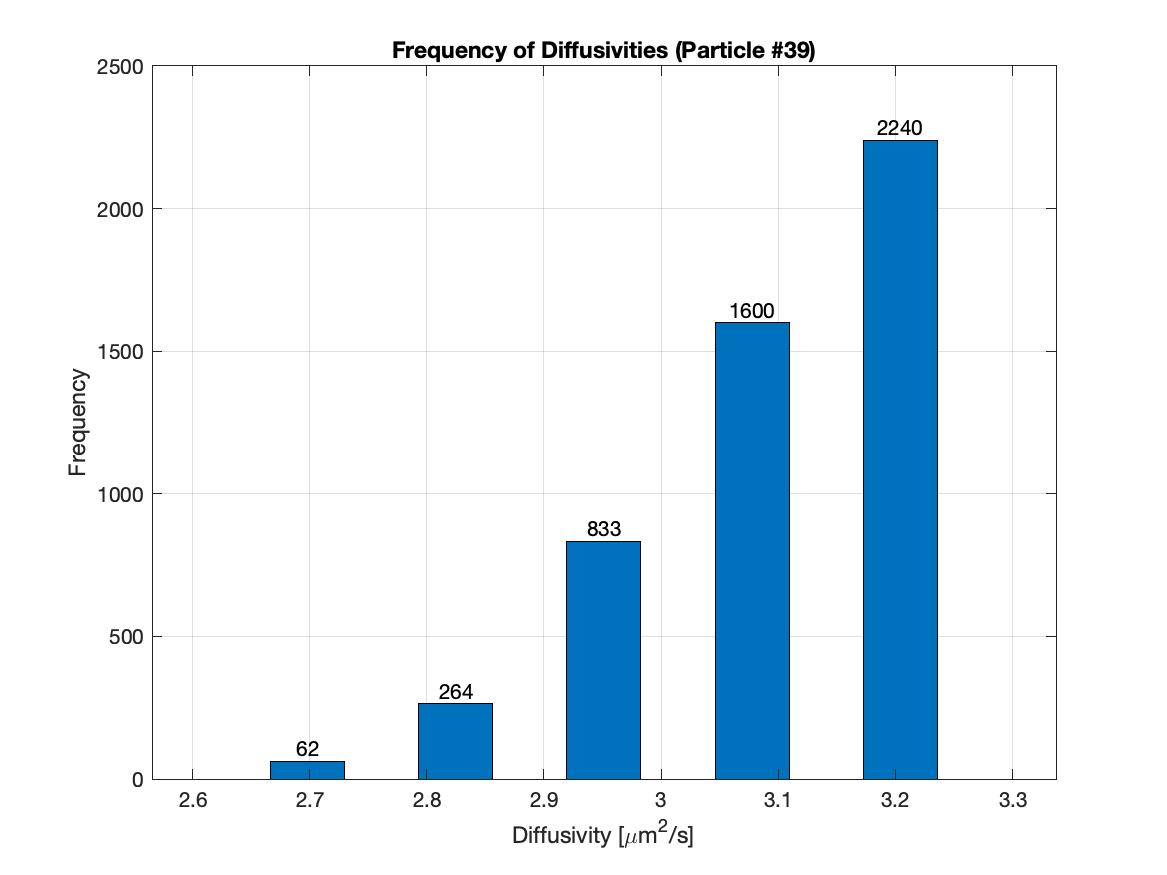 Frequency of Diffusivities (Particle #39)
2500
2000
1500
1000
500
0
Frequency
62
264
833
1600
2240
2.6 2.7 2.8 2.9 3 3.1 3.2 3.3
Diffusivity [μm²/s]